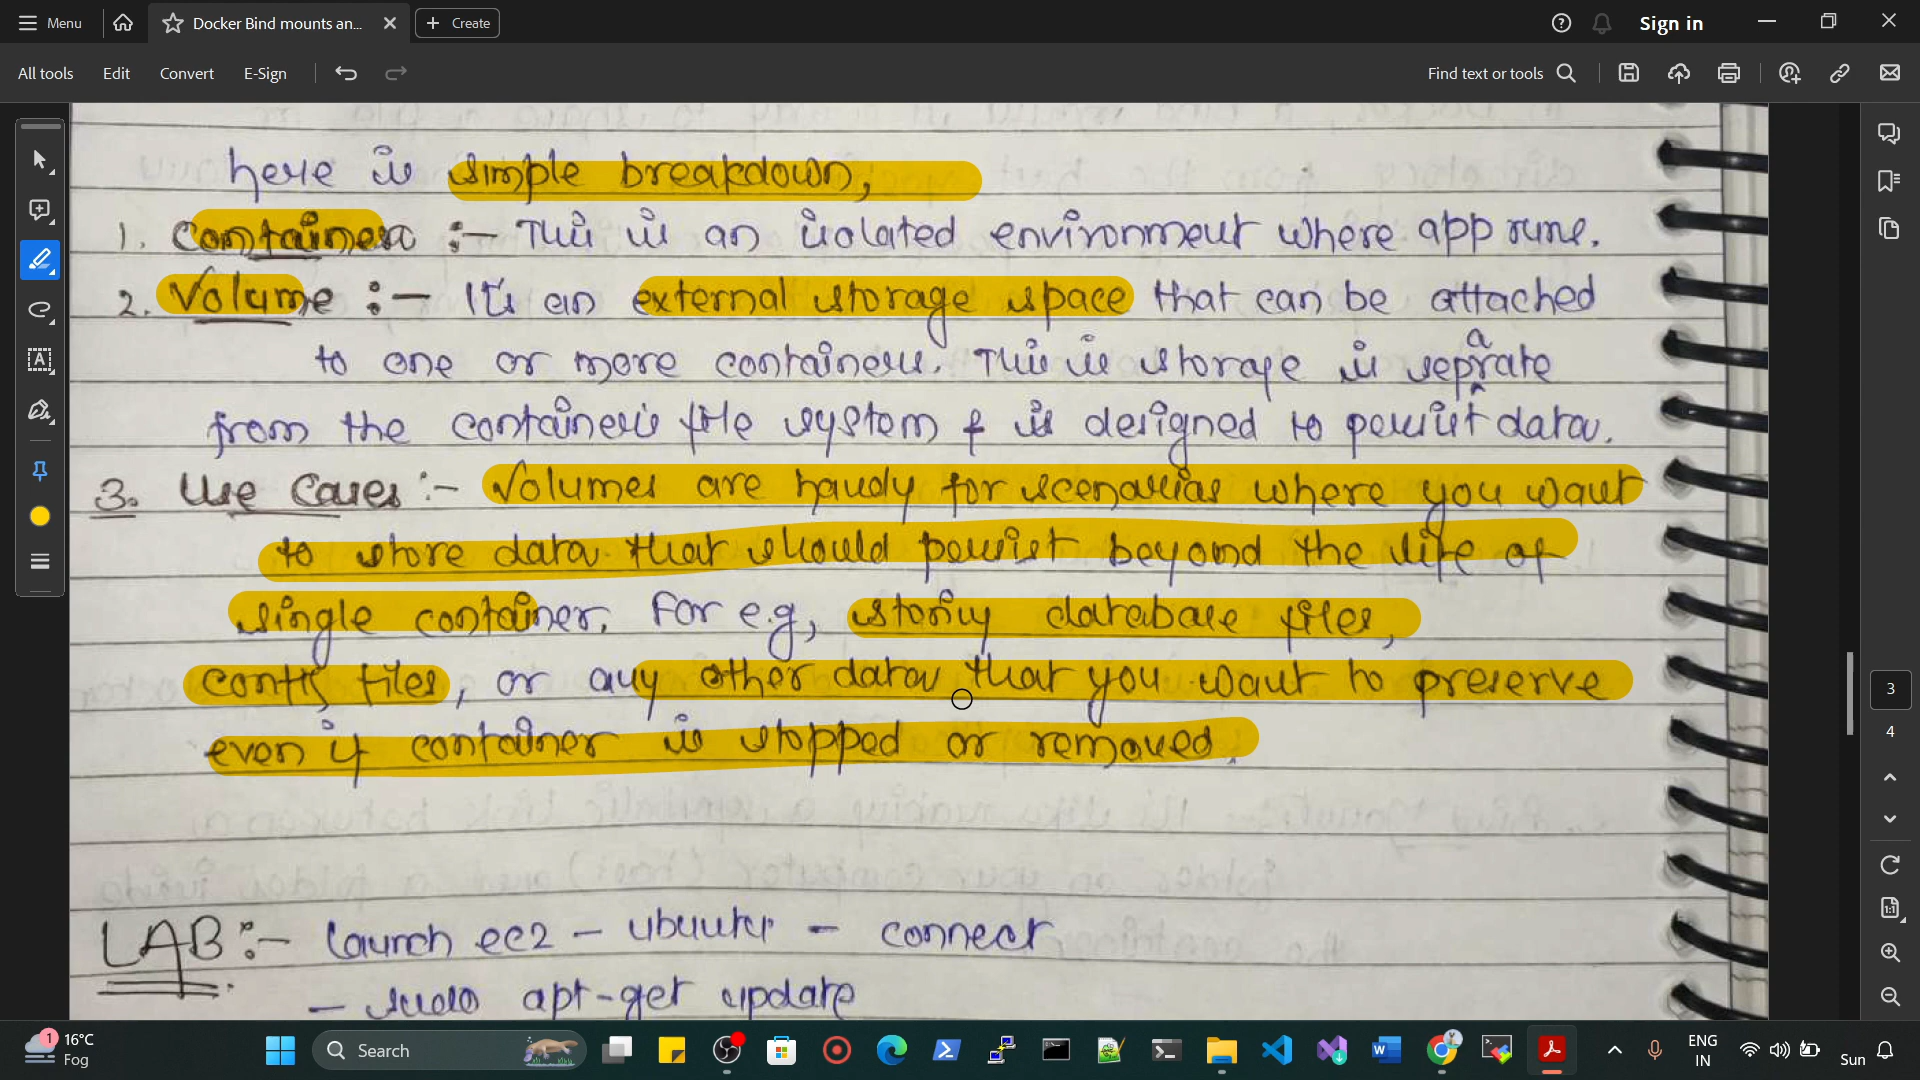 Menu
Docker Bind mounts an...
Create
Sign in
All tools
Edit
Convert
E-Sign
Find text or tools
here is simple breakdown,
1. Container :- This is an isolated environment where app runs.
2. Volume :- It's an external storage space that can be attached
to one or more containers. This is storage is seprate
a
from the container's file system & is designed to persist data.
3. Use Cases :- Volumes are handy for scenarias where you want
to store data that should persist beyond the life of
single container. For e.g, storing database files,
config files, or any other data that you want to preserve
even if container is stopped or removed.
LAB :- launch ec2 - ubuntu - connect
- sudo apt-get update
3
4
1:1
1
16°C
Fog
Search
ENG
IN
Sun